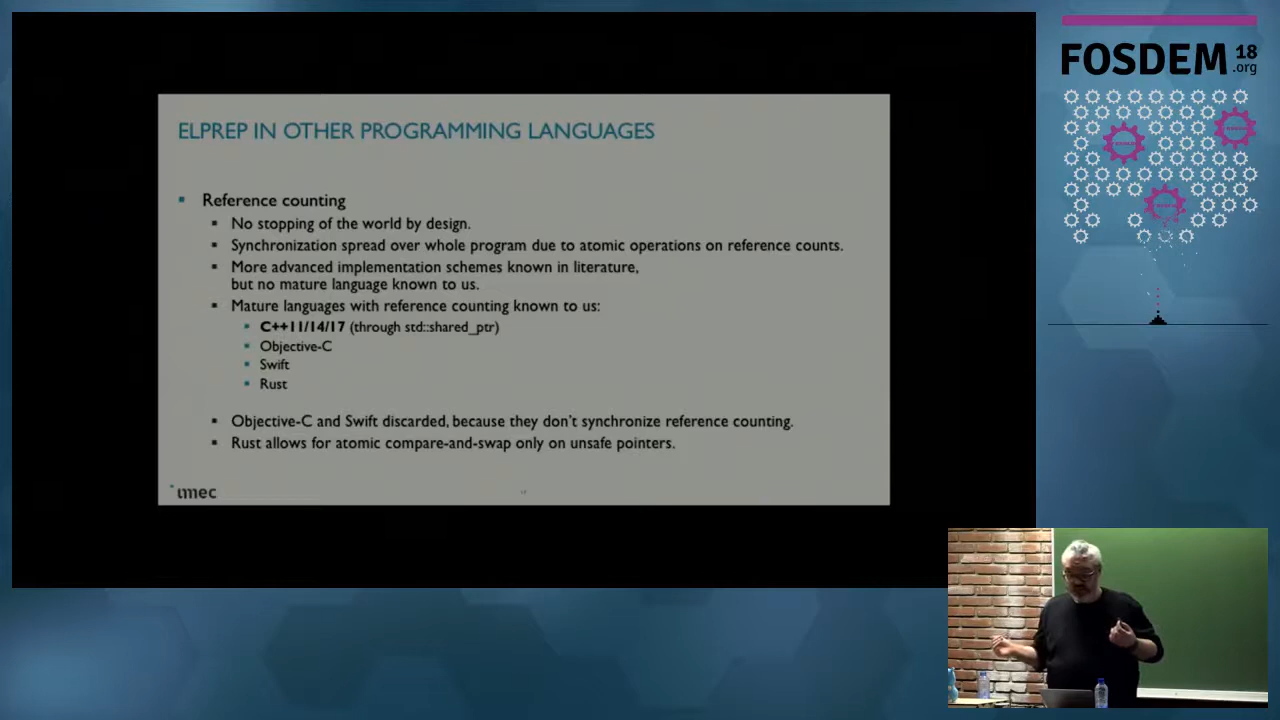 FOSDEM 18
.org
ELPREP IN OTHER PROGRAMMING LANGUAGES
Reference counting
No stopping of the world by design.
Synchronization spread over whole program due to atomic operations on reference counts.
More advanced implementation schemes known in literature,
but no mature language known to us.
Mature languages with reference counting known to us:
C++11/14/17 (through std::shared_ptr)
Objective-C
Swift
Rust
Objective-C and Swift discarded, because they don't synchronize reference counting.
Rust allows for atomic compare-and-swap only on unsafe pointers.
imec